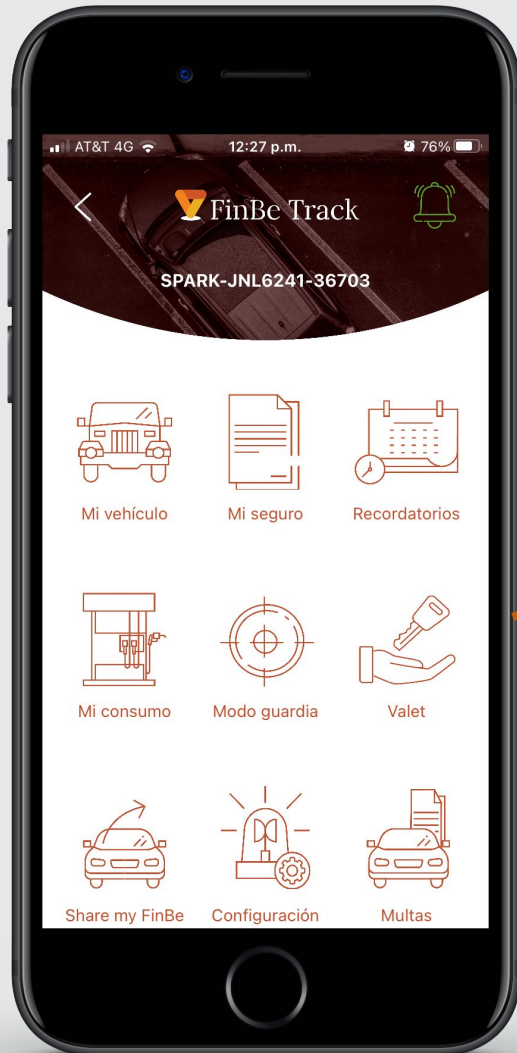 AT&T 4G 12:27 p.m. 76%
FinBe Track
SPARK-JNL6241-36703
Mi vehículo Mi seguro Recordatorios
Mi consumo Modo guardia Valet
Share my FinBe Configuración Multas